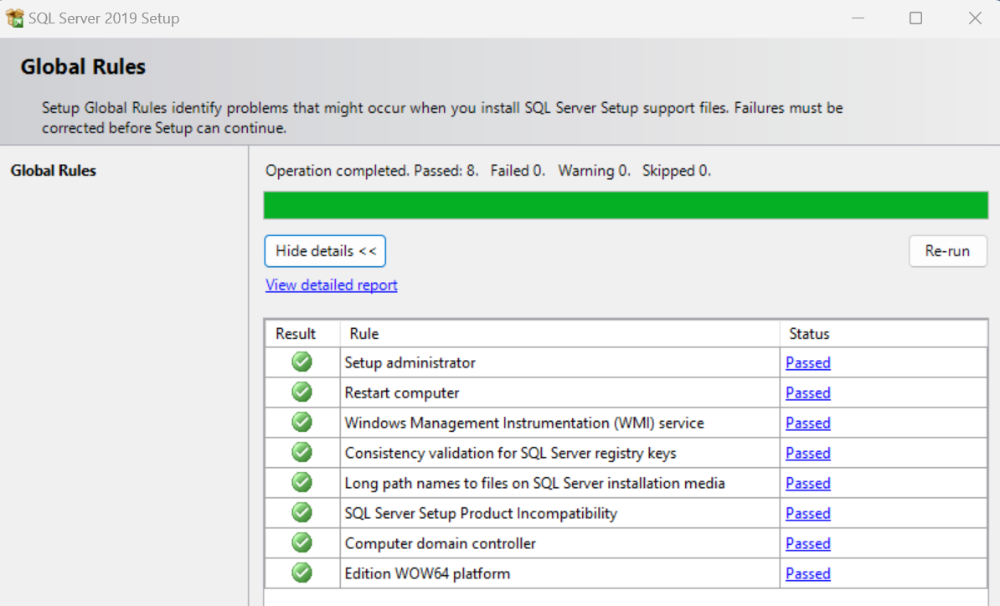 SQL Server 2019 Setup
Global Rules
Setup Global Rules identify problems that might occur when you install SQL Server Setup support files. Failures must be
corrected before Setup can continue.
Global Rules
Operation completed. Passed: 8.   Failed 0.   Warning 0.   Skipped 0.
Hide details <<
Re-run
View detailed report
Result Rule Status
Setup administrator Passed
Restart computer Passed
Windows Management Instrumentation (WMI) service Passed
Consistency validation for SQL Server registry keys Passed
Long path names to files on SQL Server installation media Passed
SQL Server Setup Product Incompatibility Passed
Computer domain controller Passed
Edition WOW64 platform Passed